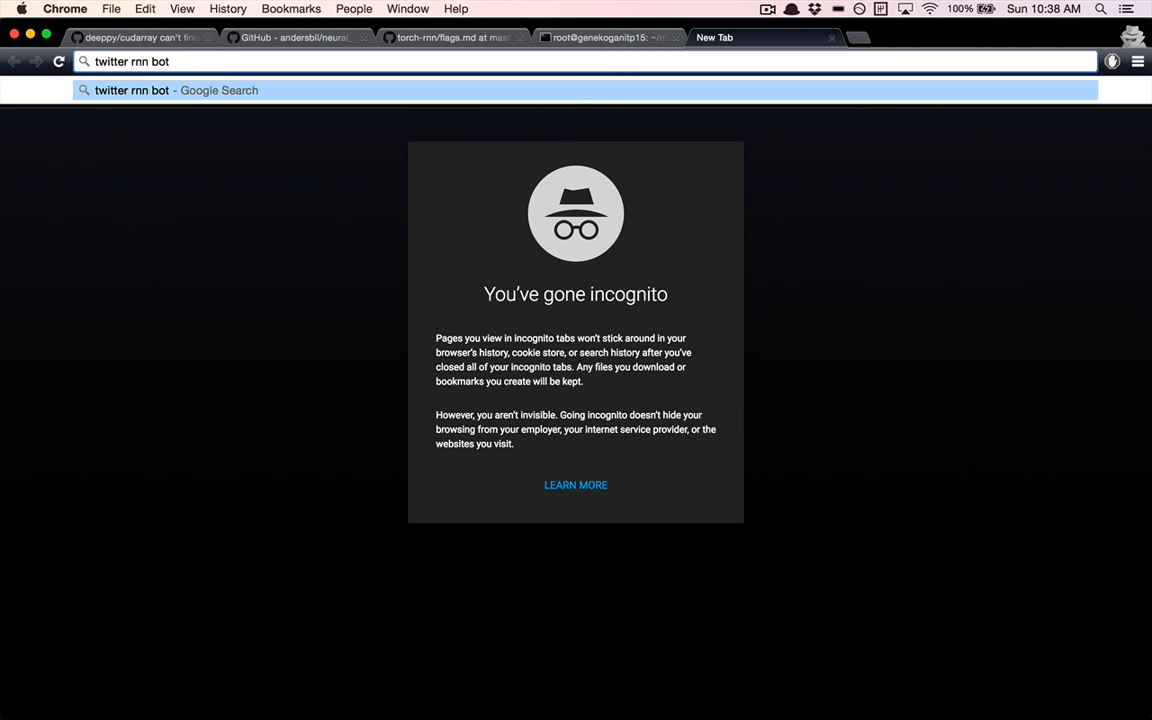 Chrome File Edit View History Bookmarks People Window Help 100% Sun 10:38 AM
deeppy/cudarray can't find GitHub - andersbll/neural_ torch-rnn/flags.md at mast root@genekoganitp15: ~/m New Tab
twitter rnn bot
twitter rnn bot - Google Search
You've gone incognito
Pages you view in incognito tabs won't stick around in your
browser's history, cookie store, or search history after you've
closed all of your incognito tabs. Any files you download or
bookmarks you create will be kept.
However, you aren't invisible. Going incognito doesn't hide your
browsing from your employer, your internet service provider, or the
websites you visit.
LEARN MORE